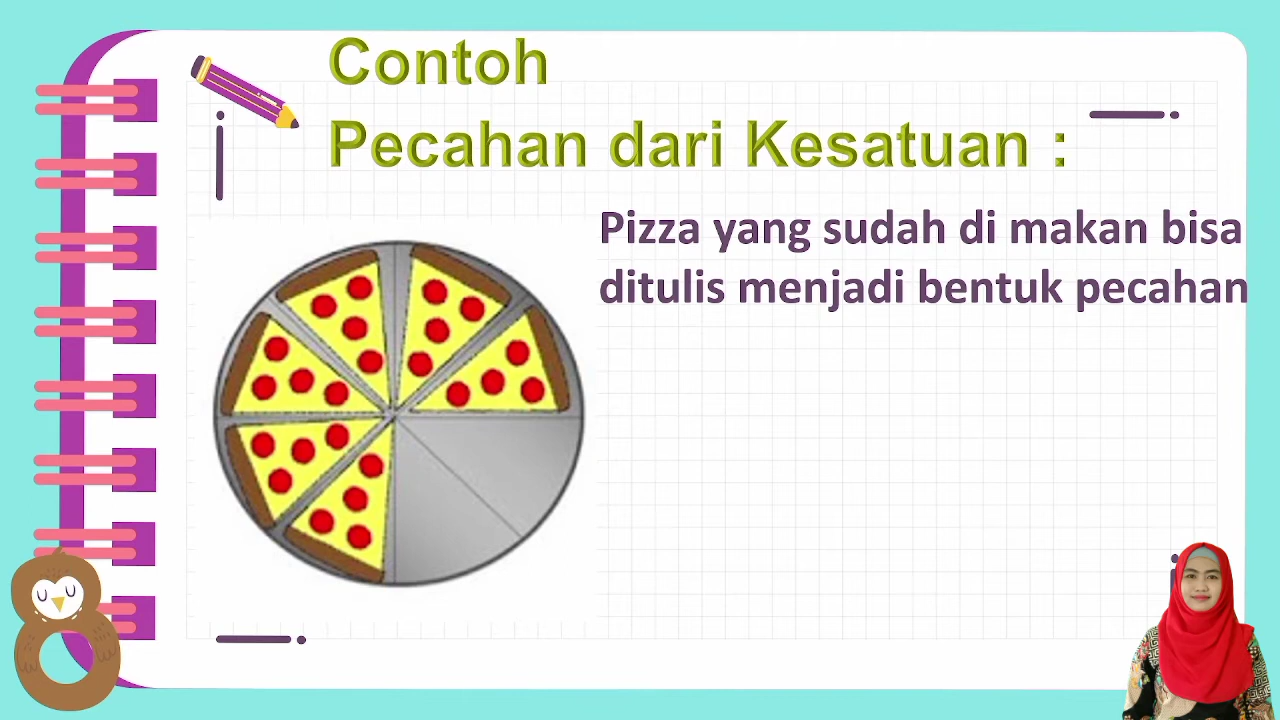 Contoh
Pecahan dari Kesatuan :
Pizza yang sudah di makan bisa
ditulis menjadi bentuk pecahan